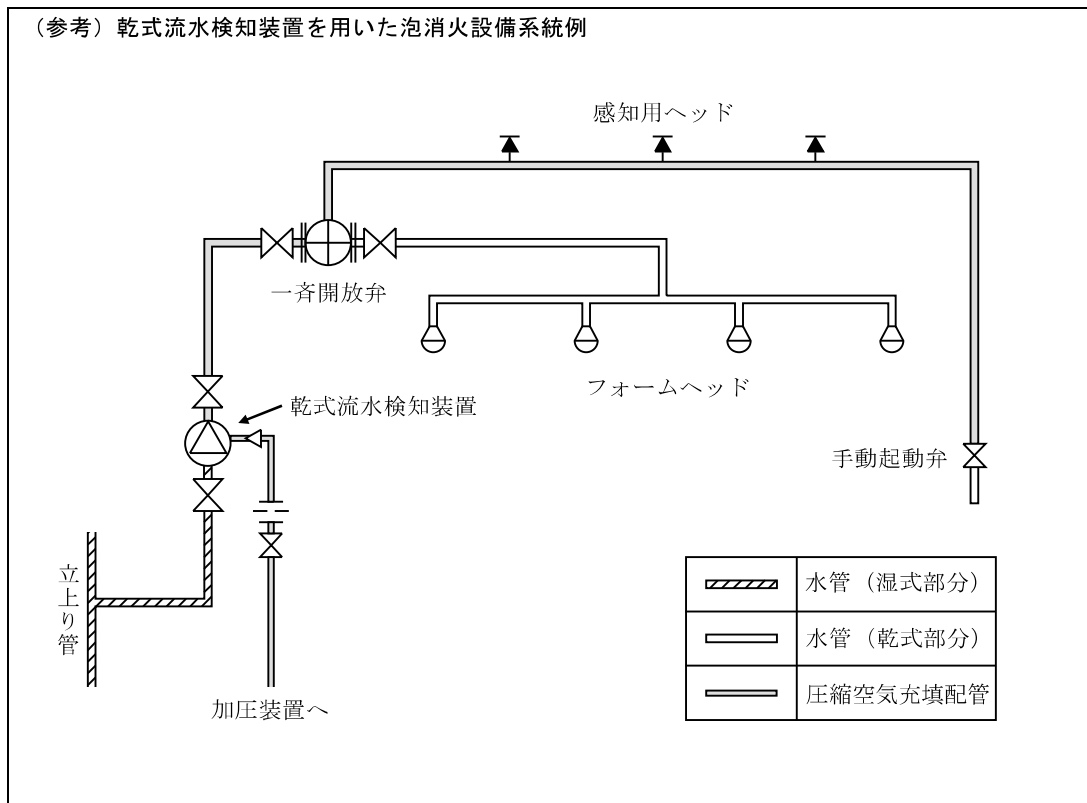 （参考）乾式流水検知装置を用いた泡消火設備系統例
感知用ヘッド
一斉開放弁
フォームヘッド
乾式流水検知装置
手動起動弁
立上り管
加圧装置へ
水管（湿式部分）
水管（乾式部分）
圧縮空気充填配管